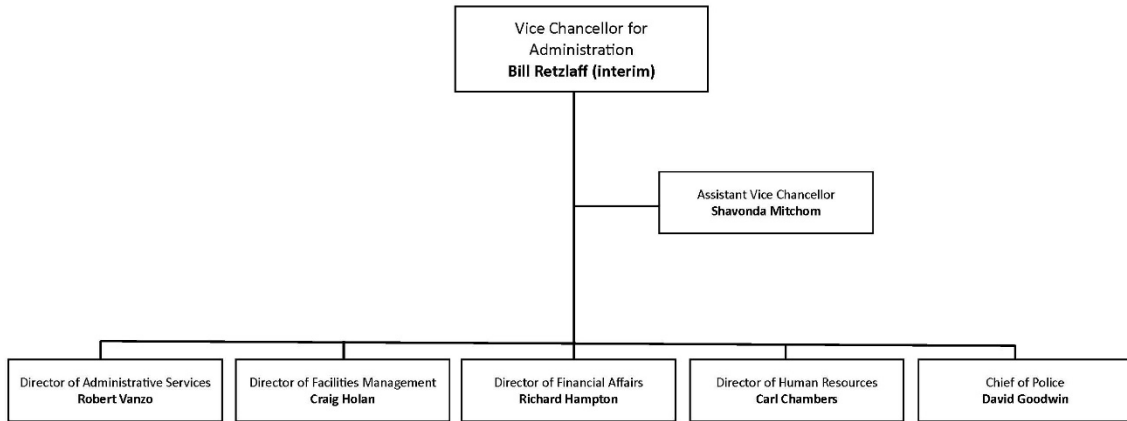 Vice Chancellor for
Administration
Bill Retzlaff (interim)
Assistant Vice Chancellor
Shavonda Mitchom
Director of Administrative Services
Robert Vanzo
Director of Facilities Management
Craig Holan
Director of Financial Affairs
Richard Hampton
Director of Human Resources
Carl Chambers
Chief of Police
David Goodwin